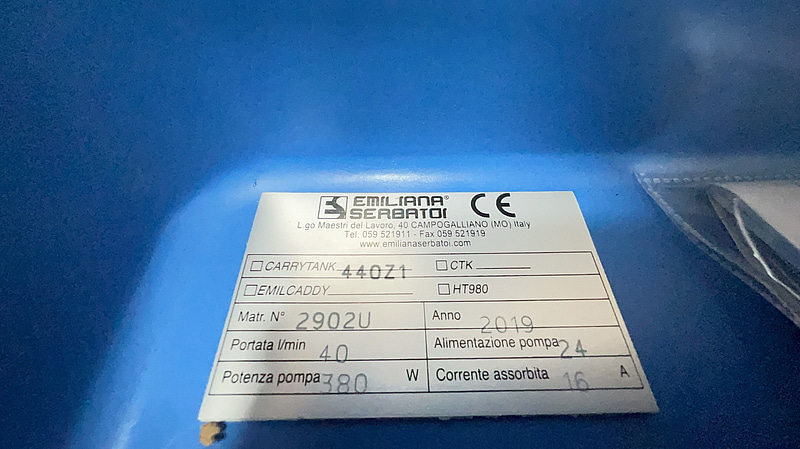 EMILIANA®
SERBATOI CE
L.go Maestri del Lavoro, 40 CAMPOGALLIANO (MO) Italy
Tel. 059 521911 - Fax 059 521919
www.emilianaserbatoi.com
CARRYTANK 440Z1 CTK
EMILCADDY HT980
Matr. N° 2902U Anno 2019
Portata l/min 40 Alimentazione pompa 24
Potenza pompa 380 W Corrente assorbita 16 A